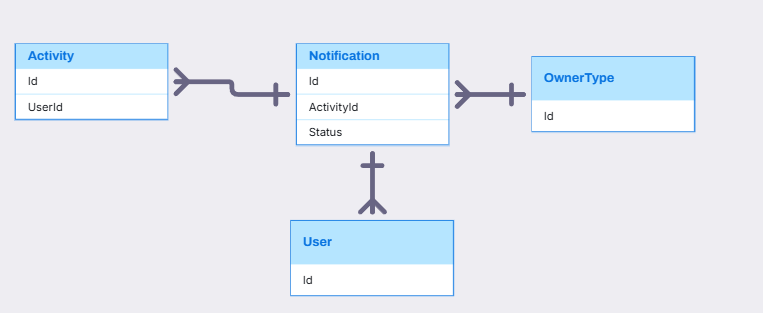 Activity
Id
UserId
Notification
Id
ActivityId
Status
OwnerType
Id
User
Id